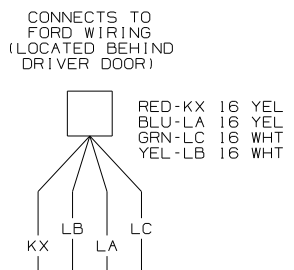 CONNECTS TO
FORD WIRING
(LOCATED BEHIND
DRIVER DOOR)
RED-KX 16 YEL
BLU-LA 16 YEL
GRN-LC 16 WHT
YEL-LB 16 WHT
LB
LC
KX
LA